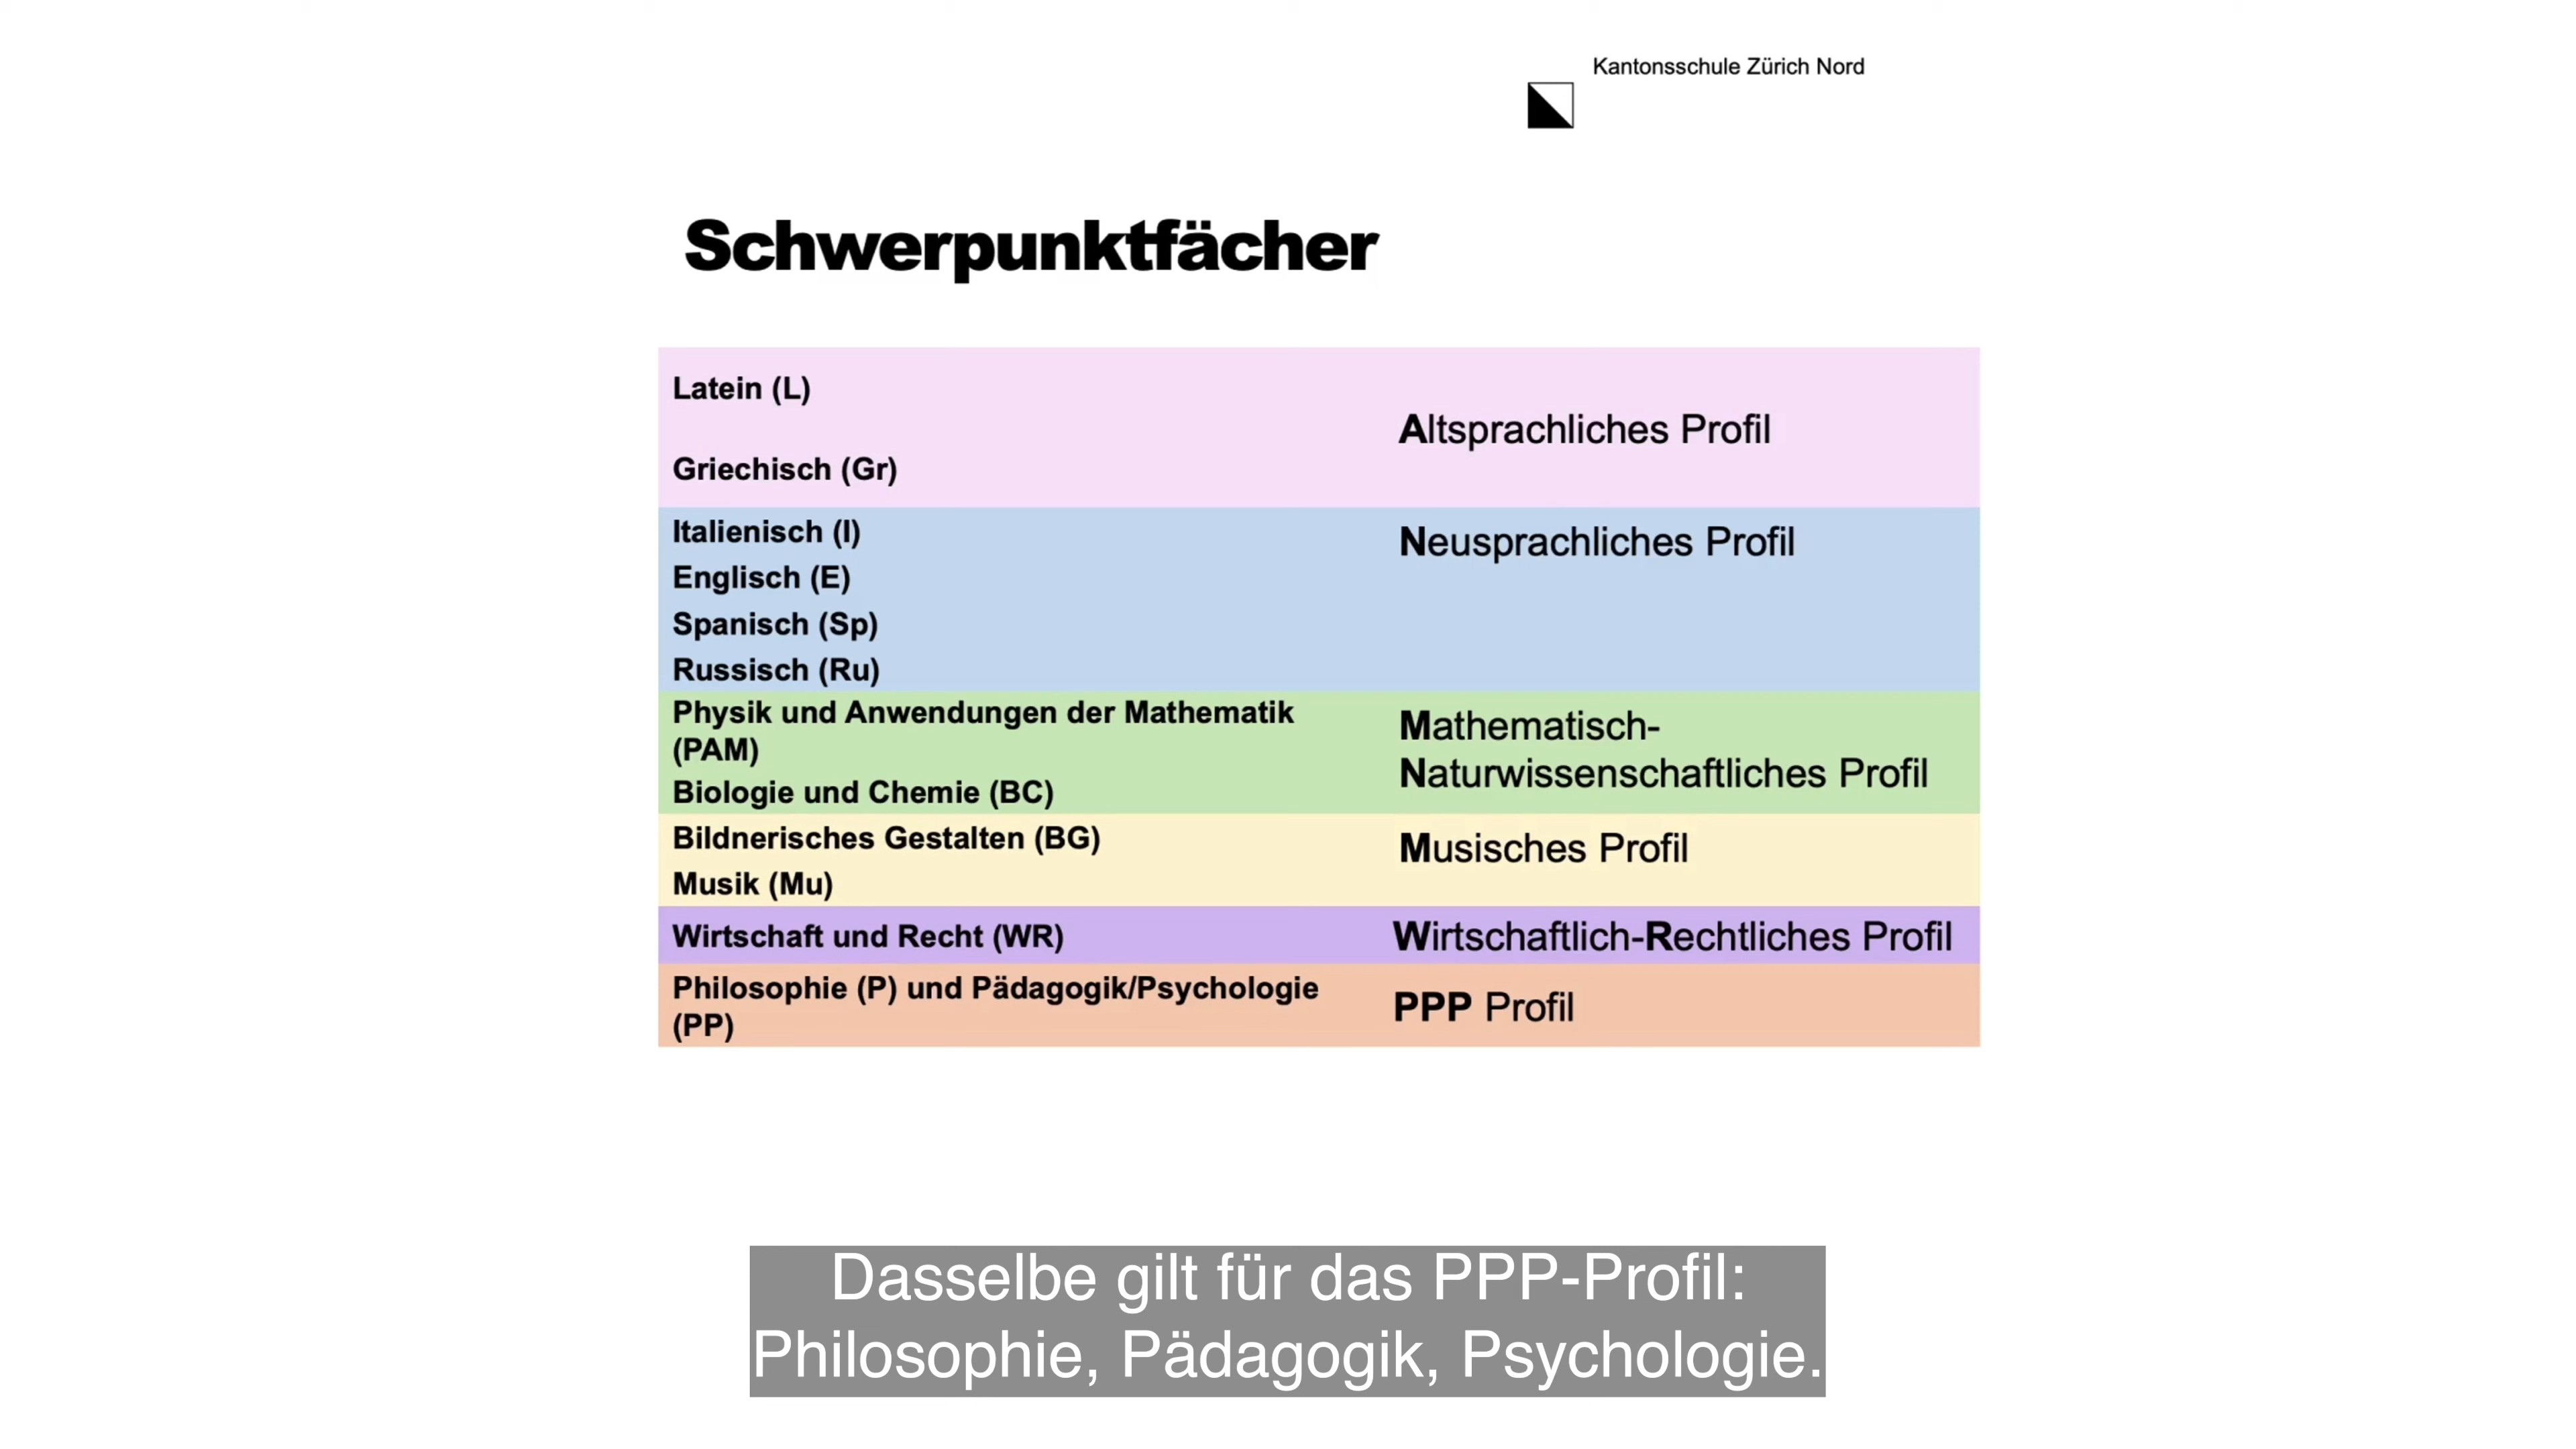 Kantonsschule Zürich Nord
Schwerpunktfächer
Latein (L)
Griechisch (Gr)
Altsprachliches Profil
Italienisch (I)
Englisch (E)
Spanisch (Sp)
Russisch (Ru)
Neusprachliches Profil
Physik und Anwendungen der Mathematik
(PAM)
Biologie und Chemie (BC)
Mathematisch-
Naturwissenschaftliches Profil
Bildnerisches Gestalten (BG)
Musik (Mu)
Musisches Profil
Wirtschaft und Recht (WR)
Wirtschaftlich-Rechtliches Profil
Philosophie (P) und Pädagogik/Psychologie
(PP)
PPP Profil
Dasselbe gilt für das PPP-Profil:
Philosophie, Pädagogik, Psychologie.